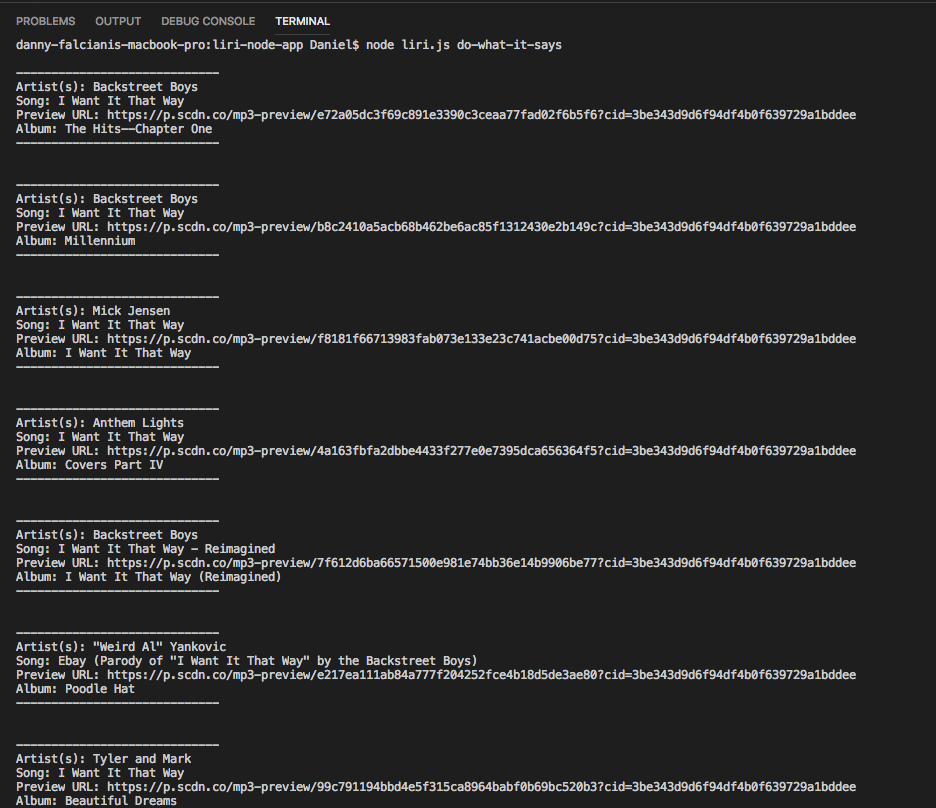 PROBLEMS OUTPUT DEBUG CONSOLE TERMINAL
danny-falcianis-macbook-pro:liri-node-app Daniel$ node liri.js do-what-it-says
-----------------------------
Artist(s): Backstreet Boys
Song: I Want It That Way
Preview URL: https://p.scdn.co/mp3-preview/e72a05dc3f69c891e3390c3ceaa77fad02f6b5f6?cid=3be343d9d6f94df4b0f639729a1bddee
Album: The Hits--Chapter One
-----------------------------
-----------------------------
Artist(s): Backstreet Boys
Song: I Want It That Way
Preview URL: https://p.scdn.co/mp3-preview/b8c2410a5acb68b462be6ac85f1312430e2b149c?cid=3be343d9d6f94df4b0f639729a1bddee
Album: Millennium
-----------------------------
-----------------------------
Artist(s): Mick Jensen
Song: I Want It That Way
Preview URL: https://p.scdn.co/mp3-preview/f8181f66713983fab073e133e23c741acbe00d75?cid=3be343d9d6f94df4b0f639729a1bddee
Album: I Want It That Way
-----------------------------
-----------------------------
Artist(s): Anthem Lights
Song: I Want It That Way
Preview URL: https://p.scdn.co/mp3-preview/4a163fbfa2dbbe4433f277e0e7395dca656364f5?cid=3be343d9d6f94df4b0f639729a1bddee
Album: Covers Part IV
-----------------------------
-----------------------------
Artist(s): Backstreet Boys
Song: I Want It That Way - Reimagined
Preview URL: https://p.scdn.co/mp3-preview/7f612d6ba66571500e981e74bb36e14b9906be77?cid=3be343d9d6f94df4b0f639729a1bddee
Album: I Want It That Way (Reimagined)
-----------------------------
-----------------------------
Artist(s): "Weird Al" Yankovic
Song: Ebay (Parody of "I Want It That Way" by the Backstreet Boys)
Preview URL: https://p.scdn.co/mp3-preview/e217ea111ab84a777f204252fce4b18d5de3ae80?cid=3be343d9d6f94df4b0f639729a1bddee
Album: Poodle Hat
-----------------------------
-----------------------------
Artist(s): Tyler and Mark
Song: I Want It That Way
Preview URL: https://p.scdn.co/mp3-preview/99c791194bbd4e5f315ca8964babf0b69bc520b3?cid=3be343d9d6f94df4b0f639729a1bddee
Album: Beautiful Dreams